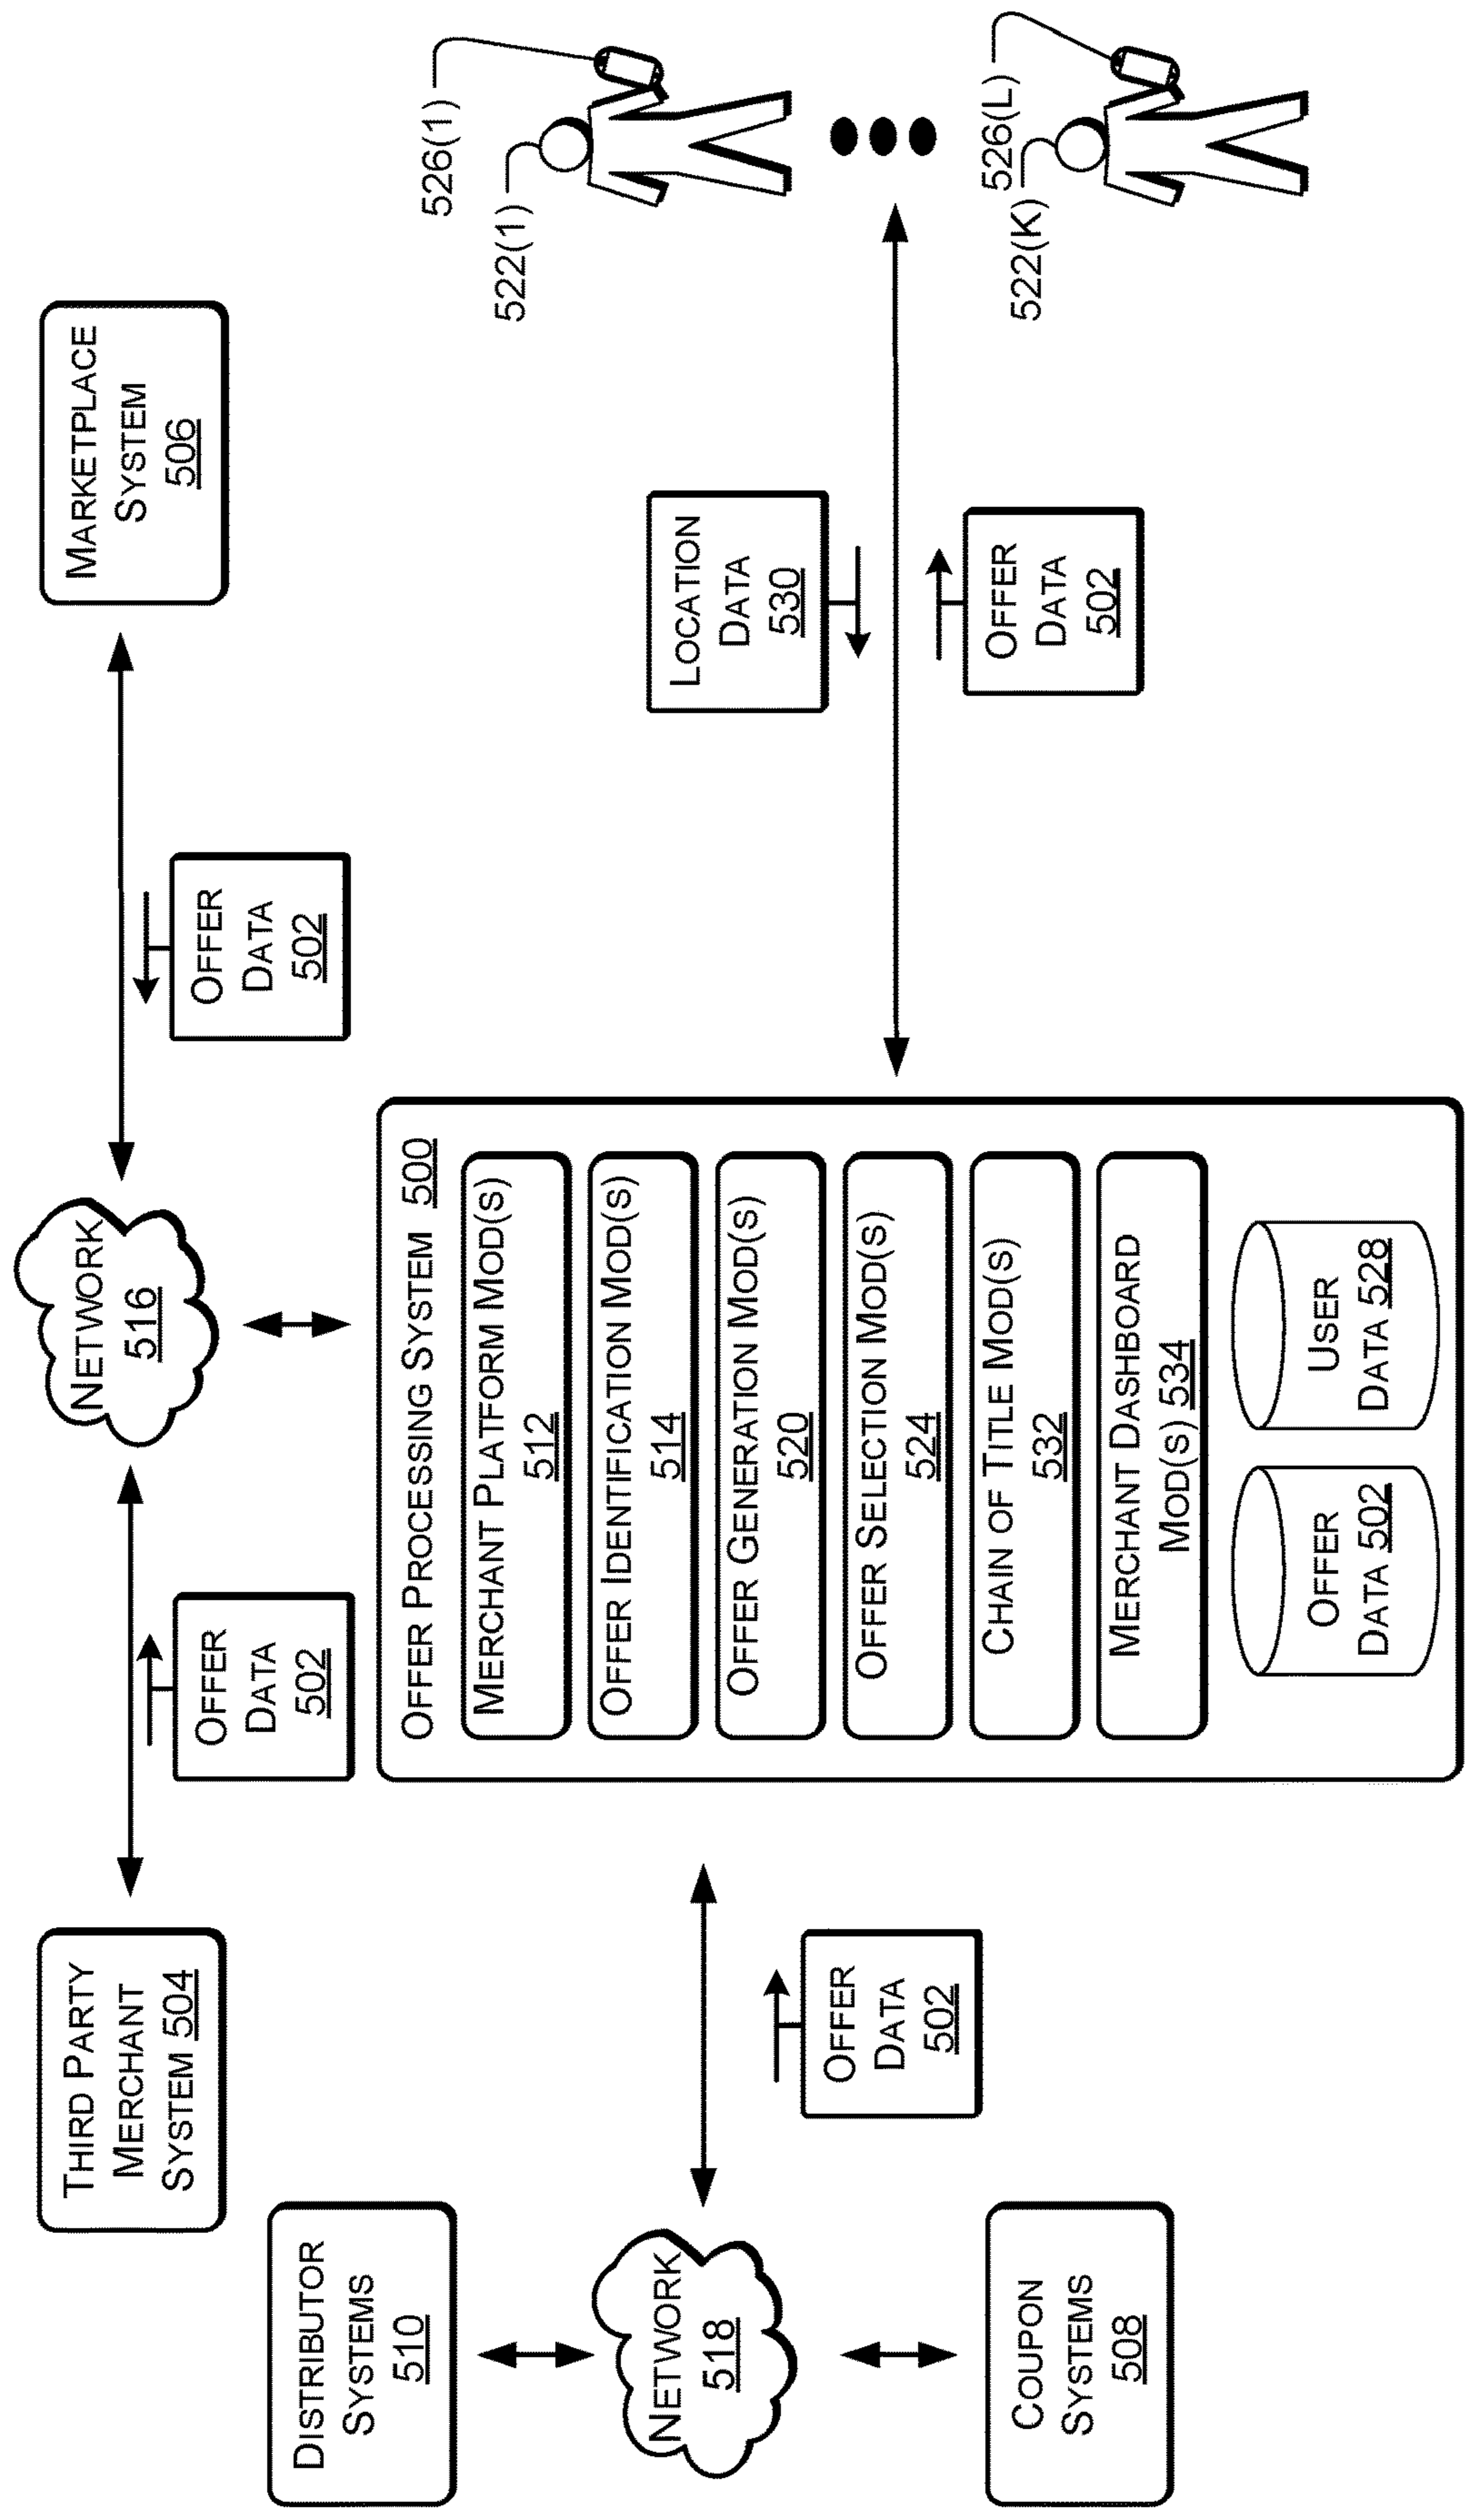 THIRD PARTY
MERCHANT
SYSTEM 504
OFFER
DATA
502
NETWORK
516
OFFER
DATA
502
MARKETPLACE
SYSTEM
506
DISTRIBUTOR
SYSTEMS
510
NETWORK
518
COUPON
SYSTEMS
508
OFFER
DATA
502
OFFER PROCESSING SYSTEM 500
MERCHANT PLATFORM MOD(S)
512
OFFER IDENTIFICATION MOD(S)
514
OFFER GENERATION MOD(S)
520
OFFER SELECTION MOD(S)
524
CHAIN OF TITLE MOD(S)
532
MERCHANT DASHBOARD
MOD(S) 534
OFFER
DATA 502
USER
DATA 528
LOCATION
DATA
530
OFFER
DATA
502
526(1)
522(1)
526(L)
522(K)